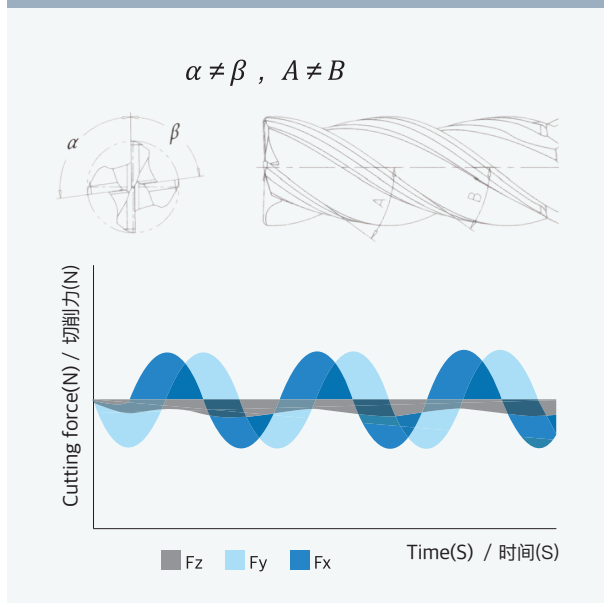 α ≠ β , A ≠ B
α
β
A
B
Cutting force(N) / 切削力(N)
Time(S) / 时间(S)
Fz
Fy
Fx